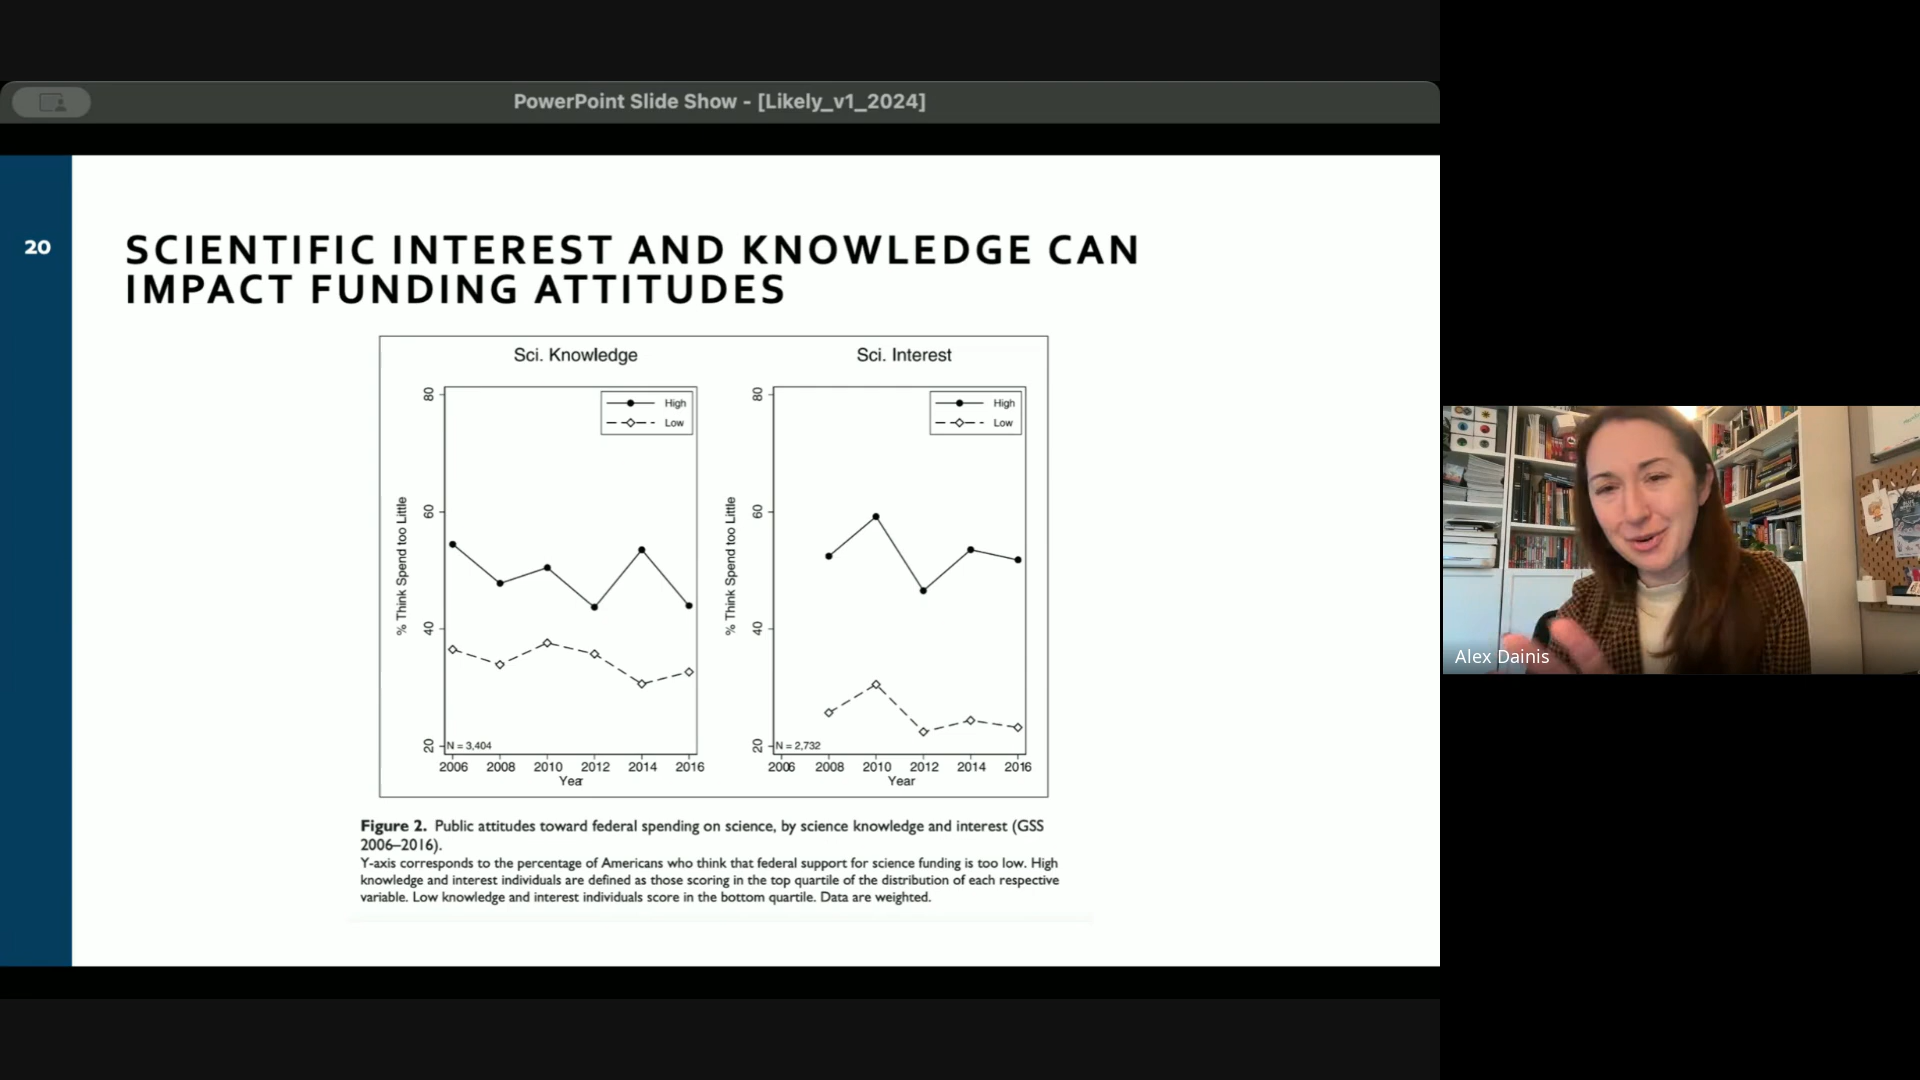 PowerPoint Slide Show - [Likely_v1_2024]
20
SCIENTIFIC INTEREST AND KNOWLEDGE CAN
IMPACT FUNDING ATTITUDES
Sci. Knowledge
80
60
40
20
% Think Spend too Little
High
Low
N = 3,404
2006 2008 2010 2012 2014 2016
Year
Sci. Interest
80
60
40
20
% Think Spend too Little
High
Low
N = 2,732
2006 2008 2010 2012 2014 2016
Year
Figure 2. Public attitudes toward federal spending on science, by science knowledge and interest (GSS
2006–2016).
Y-axis corresponds to the percentage of Americans who think that federal support for science funding is too low. High
knowledge and interest individuals are defined as those scoring in the top quartile of the distribution of each respective
variable. Low knowledge and interest individuals score in the bottom quartile. Data are weighted.
Alex Dainis